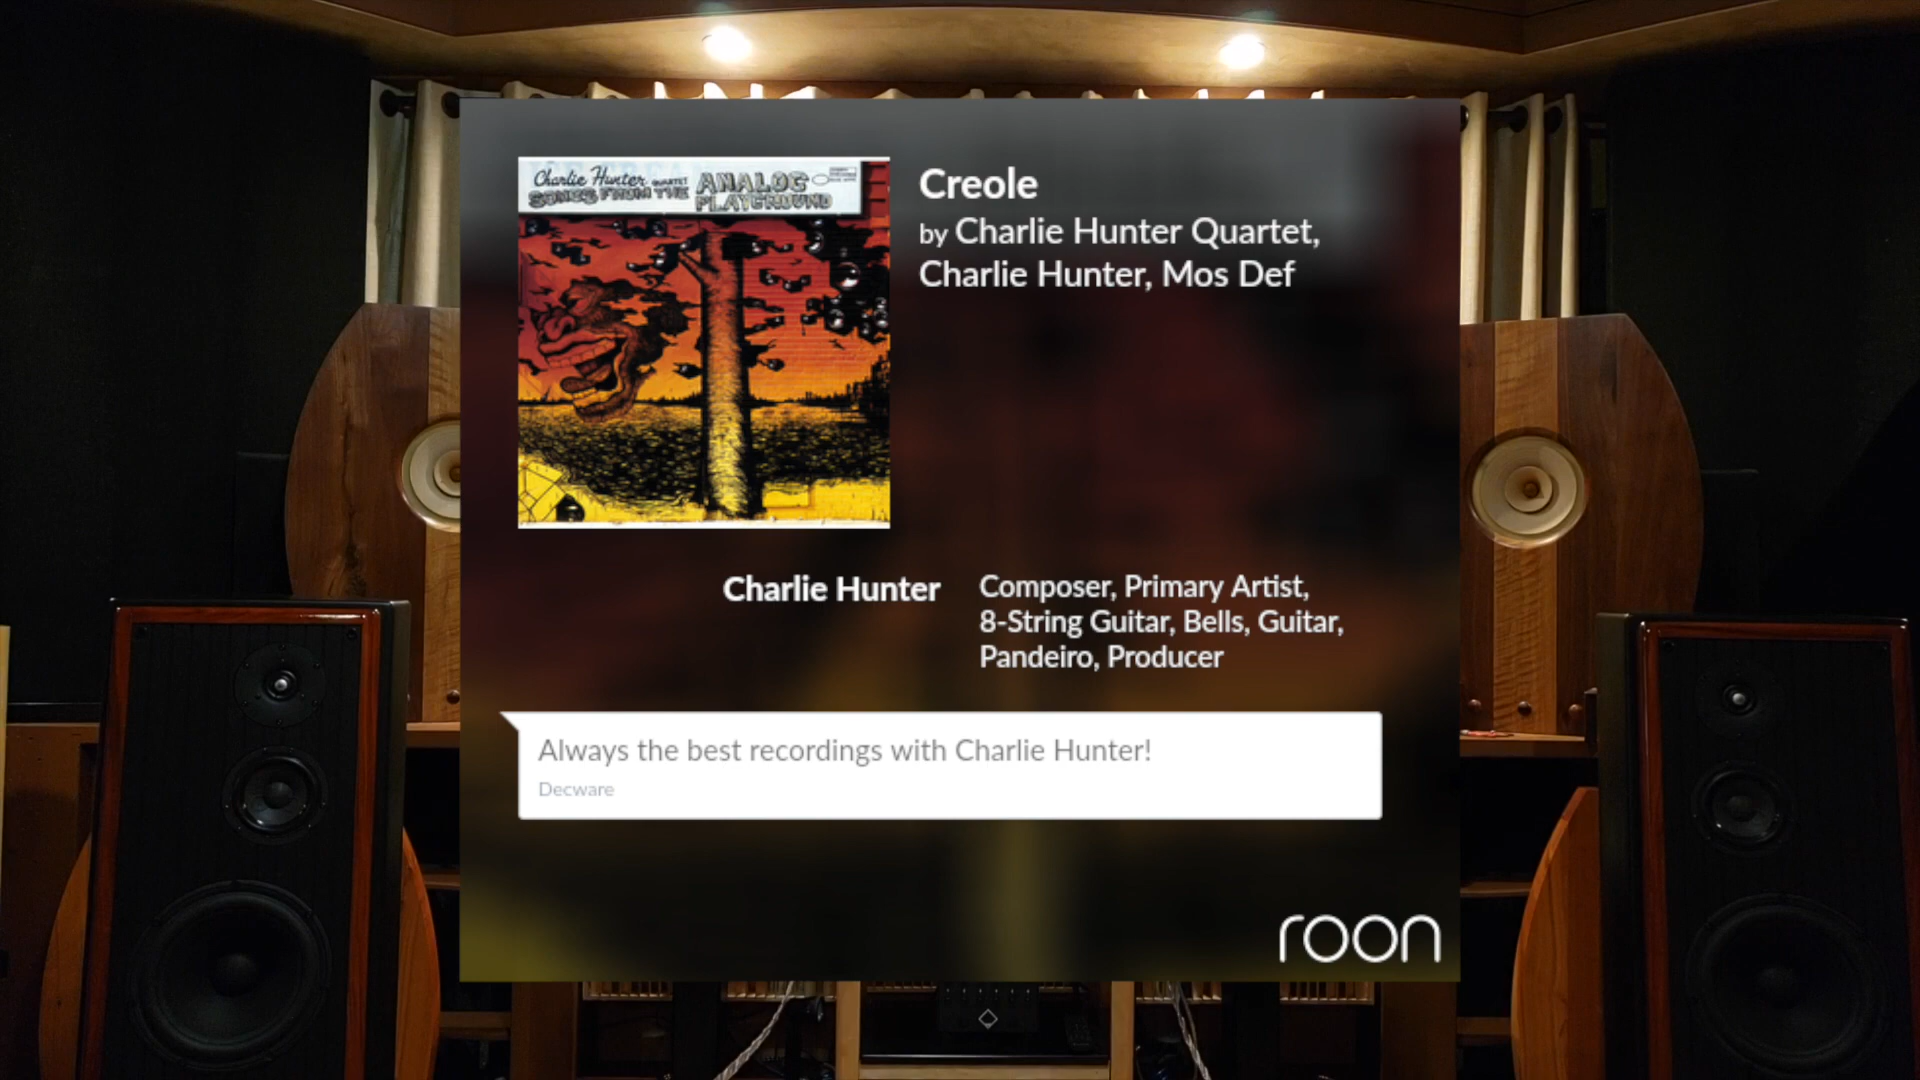 Charlie Hunter QUARTET
SONGS FROM THE
ANALOG
PLAYGROUND
Creole
by Charlie Hunter Quartet,
Charlie Hunter, Mos Def
Charlie Hunter
Composer, Primary Artist,
8-String Guitar, Bells, Guitar,
Pandeiro, Producer
Always the best recordings with Charlie Hunter!
Decware
roon